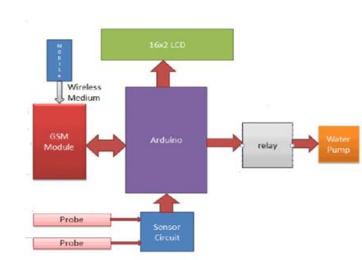 16x2 LCD
MOBILE
Wireless
Medium
GSM
Module
Arduino
relay
Water
Pump
Probe
Probe
Sensor
Circuit